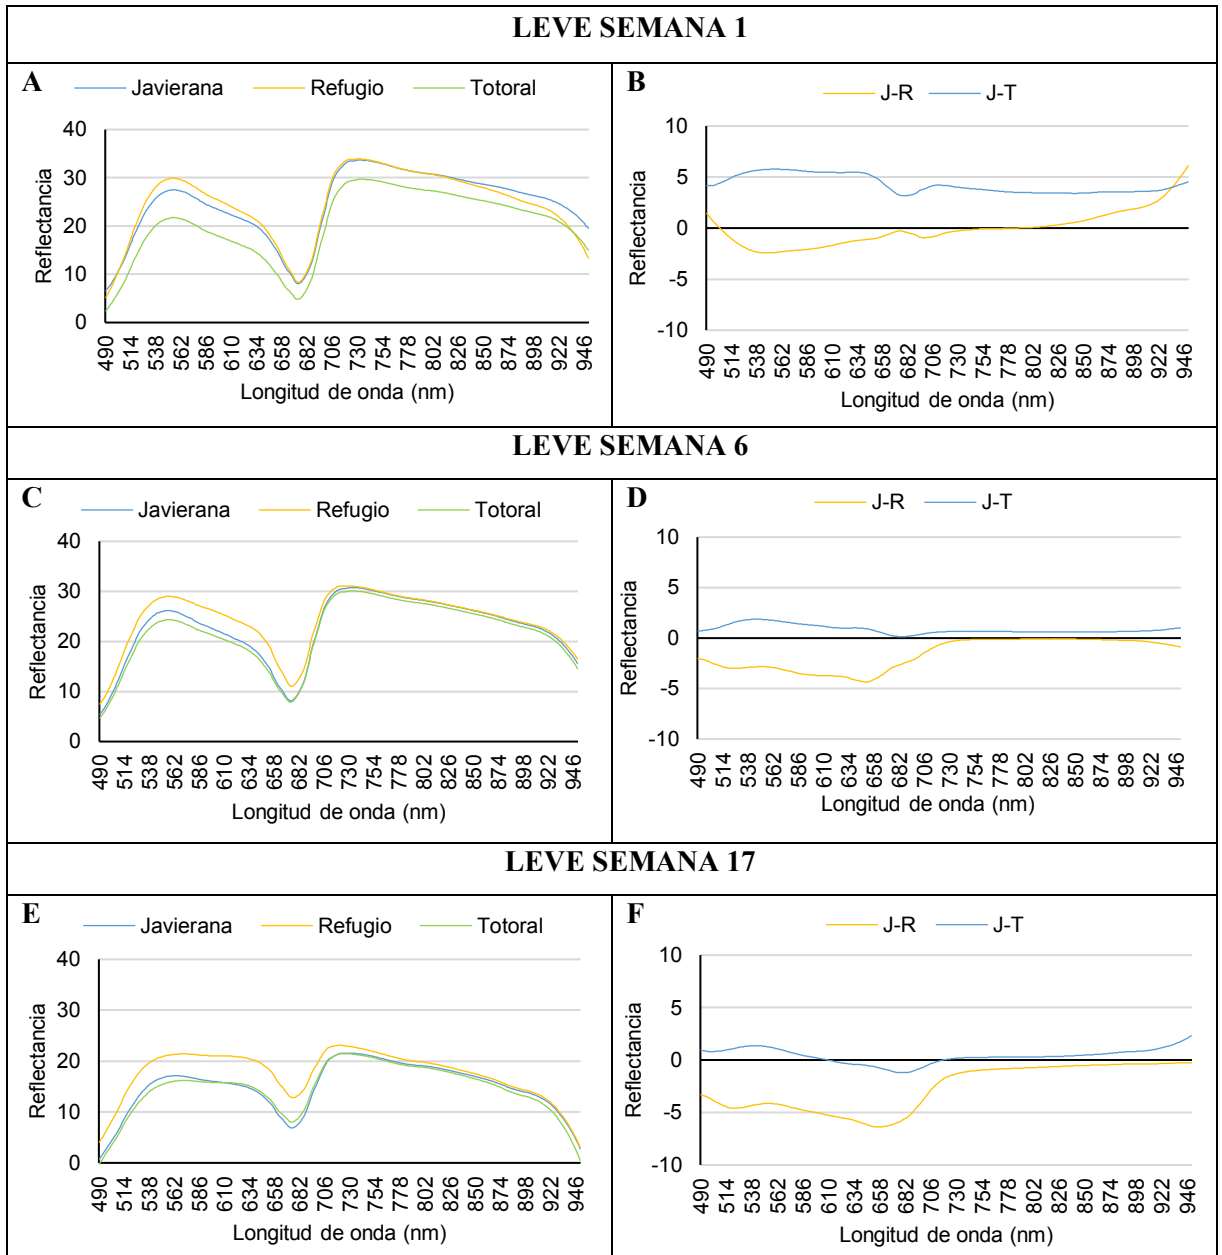 LEVE SEMANA 1
A
Javierana Refugio Totoral
Reflectancia
40
30
20
10
0
490 514 538 562 586 610 634 658 682 706 730 754 778 802 826 850 874 898 922 946
Longitud de onda (nm)
B
J-R J-T
Reflectancia
10
5
0
-5
-10
490 514 538 562 586 610 634 658 682 706 730 754 778 802 826 850 874 898 922 946
Longitud de onda (nm)
LEVE SEMANA 6
C
Javierana Refugio Totoral
Reflectancia
40
30
20
10
0
490 514 538 562 586 610 634 658 682 706 730 754 778 802 826 850 874 898 922 946
Longitud de onda (nm)
D
J-R J-T
Reflectancia
10
5
0
-5
-10
490 514 538 562 586 610 634 658 682 706 730 754 778 802 826 850 874 898 922 946
Longitud de onda (nm)
LEVE SEMANA 17
E
Javierana Refugio Totoral
Reflectancia
40
30
20
10
0
490 514 538 562 586 610 634 658 682 706 730 754 778 802 826 850 874 898 922 946
Longitud de onda (nm)
F
J-R J-T
Reflectancia
10
5
0
-5
-10
490 514 538 562 586 610 634 658 682 706 730 754 778 802 826 850 874 898 922 946
Longitud de onda (nm)